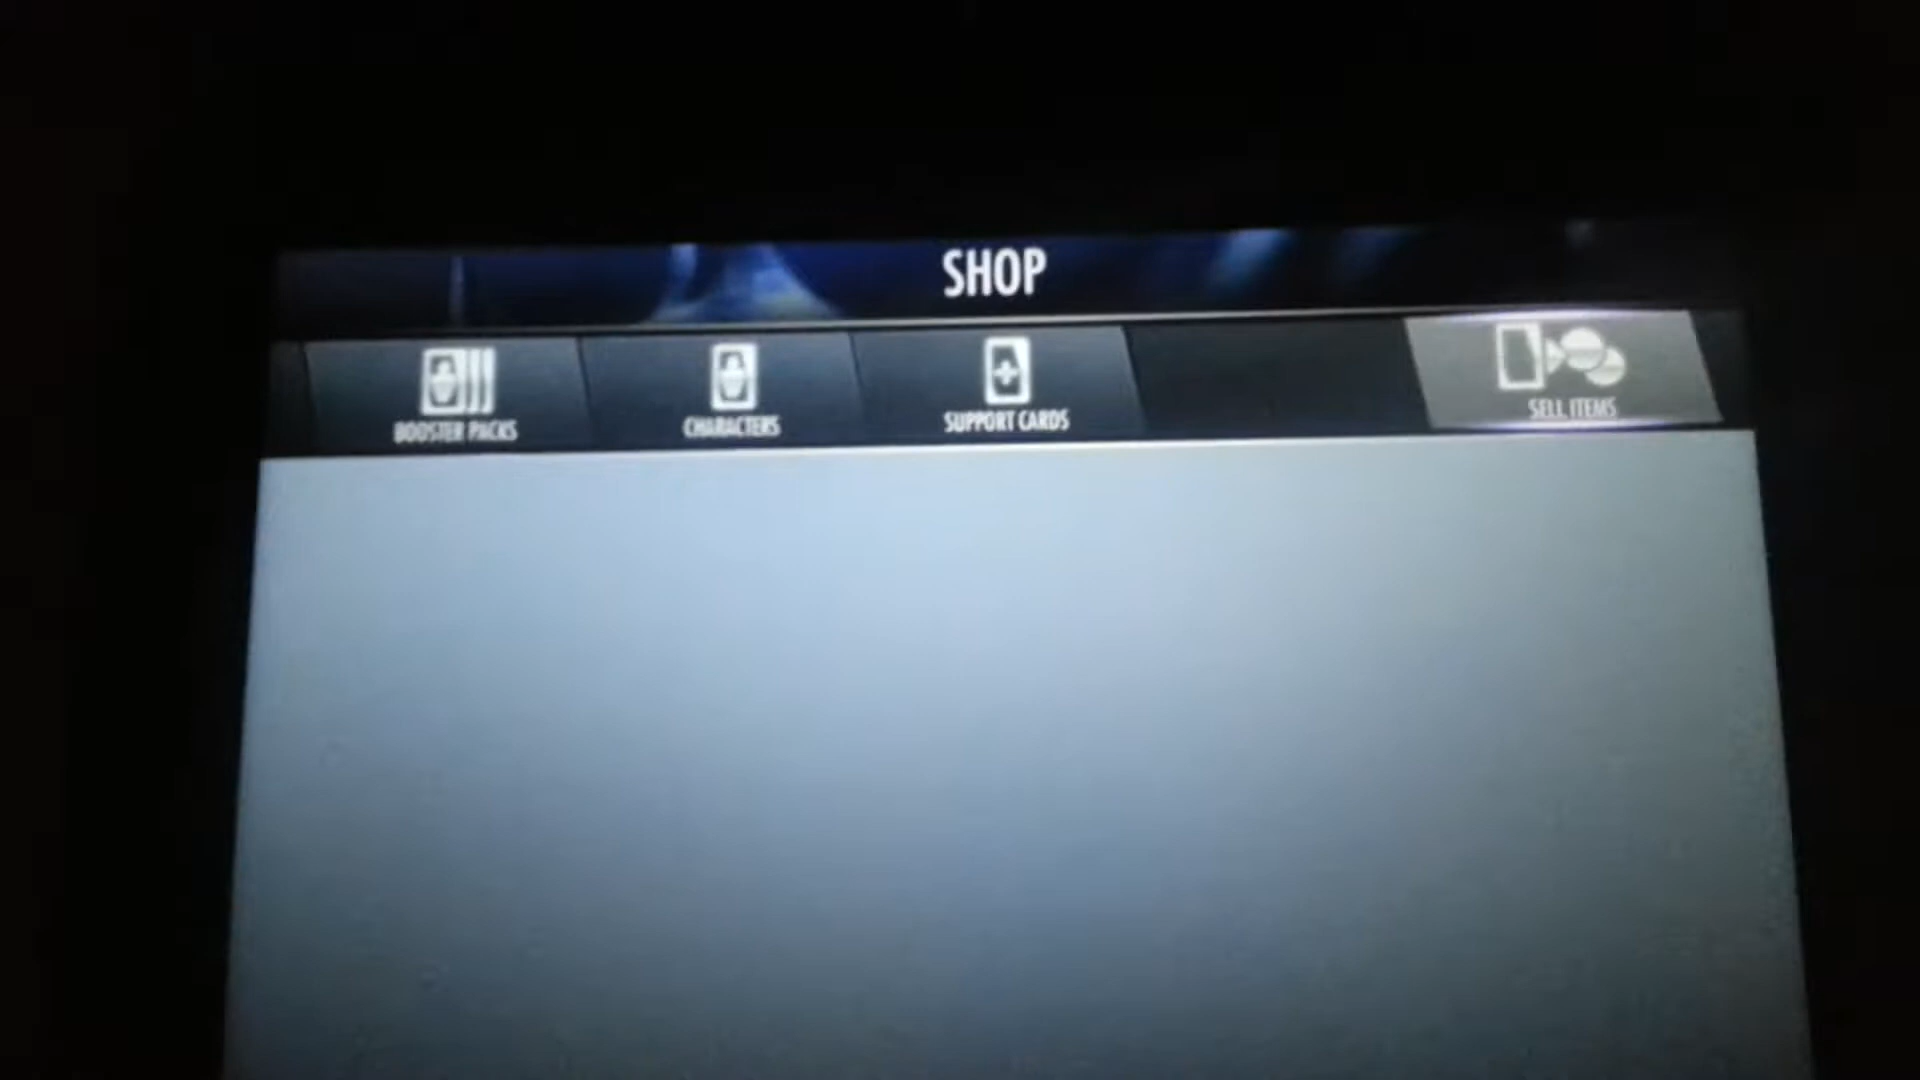 SHOP
BOOSTER PACKS
CHARACTERS
SUPPORT CARDS
SELL ITEMS